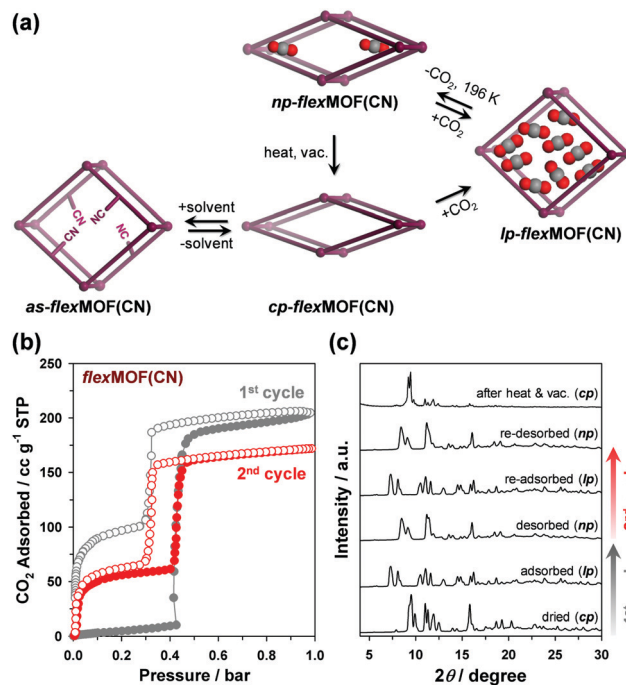 (a)
np-flexMOF(CN)
-CO₂, 196 K
+CO₂
heat, vac.
+solvent
-solvent
+CO₂
lp-flexMOF(CN)
CN
CN
NC
NC
as-flexMOF(CN)
cp-flexMOF(CN)
(b)
flexMOF(CN)
1st cycle
2nd cycle
CO₂ Adsorbed / cc g⁻¹ STP
250
200
150
100
50
0
0.0 0.2 0.4 0.6 0.8 1.0
Pressure / bar
(c)
Intensity / a.u.
after heat & vac. (cp)
re-desorbed (np)
re-adsorbed (lp)
desorbed (np)
adsorbed (lp)
dried (cp)
5 10 15 20 25 30
2θ / degree